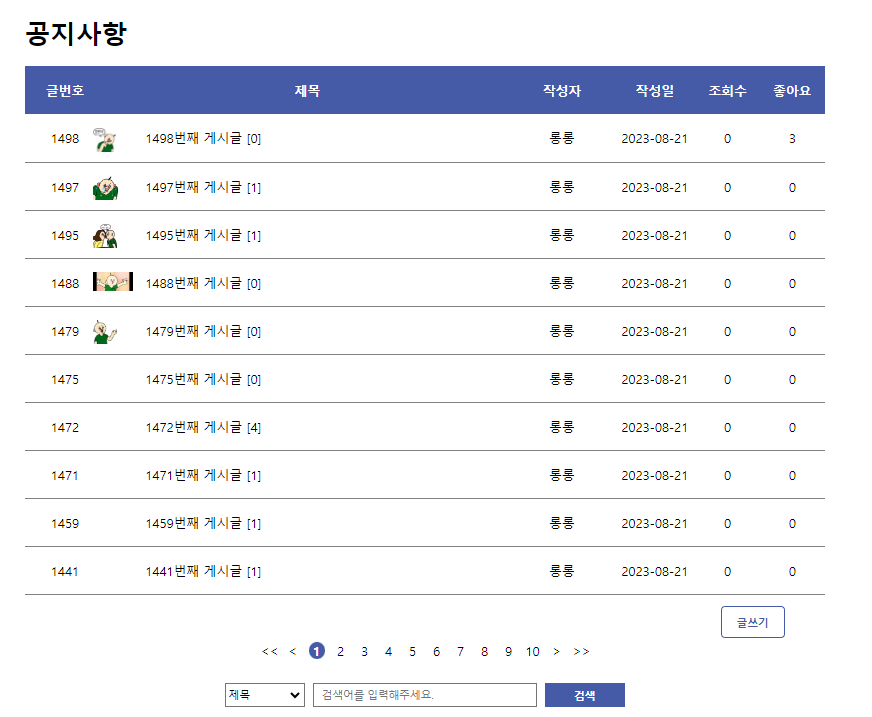 공지사항
글번호 제목 작성자 작성일 조회수 좋아요
1498 1498번째 게시글 [0] 롱롱 2023-08-21 0 3
1497 1497번째 게시글 [1] 롱롱 2023-08-21 0 0
1495 1495번째 게시글 [1] 롱롱 2023-08-21 0 0
1488 1488번째 게시글 [0] 롱롱 2023-08-21 0 0
1479 1479번째 게시글 [0] 롱롱 2023-08-21 0 0
1475 1475번째 게시글 [0] 롱롱 2023-08-21 0 0
1472 1472번째 게시글 [4] 롱롱 2023-08-21 0 0
1471 1471번째 게시글 [1] 롱롱 2023-08-21 0 0
1459 1459번째 게시글 [1] 롱롱 2023-08-21 0 0
1441 1441번째 게시글 [1] 롱롱 2023-08-21 0 0
글쓰기
<< < 1 2 3 4 5 6 7 8 9 10 > >>
제목 검색어를 입력해주세요. 검색